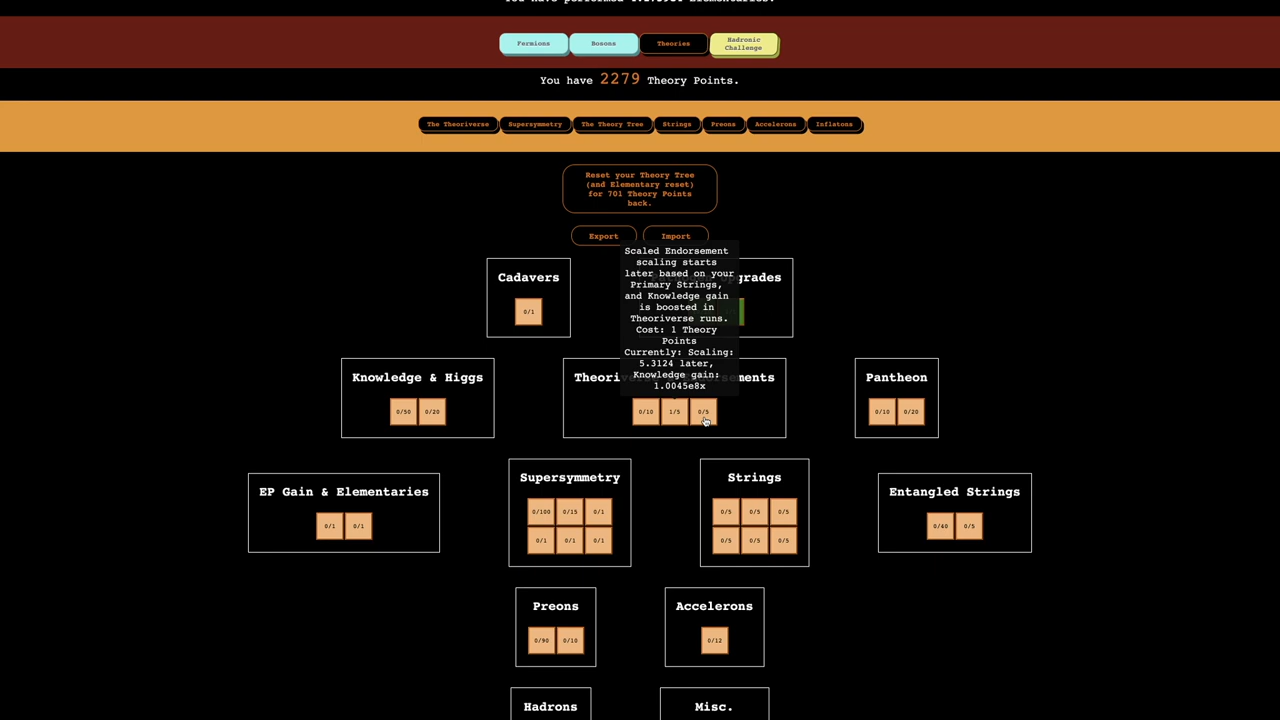 Fermions
Bosons
Theories
Hadronic
Challenge
You have 2279 Theory Points.
The Theoriverse
Supersymmetry
The Theory Tree
Strings
Preons
Accelerons
Inflatons
Reset your Theory Tree
(and Elementary reset)
for 701 Theory Points
back.
Export
Import
Scaled Endorsement
scaling starts
later based on your
Primary Strings,
and Knowledge gain
is boosted in
Theoriverse runs.
Cost: 1 Theory
Points
Currently: Scaling:
5.3124 later,
Knowledge gain:
1.0045e8x
Cadavers
0/1
Knowledge & Higgs
0/50
0/20
0/10
1/5
0/5
Pantheon
0/10
0/20
EP Gain & Elementaries
0/1
0/1
Supersymmetry
0/100
0/15
0/1
0/1
0/1
0/1
Strings
0/5
0/5
0/5
0/5
0/5
0/5
Entangled Strings
0/40
0/5
Preons
0/90
0/10
Accelerons
0/12
Hadrons
Misc.